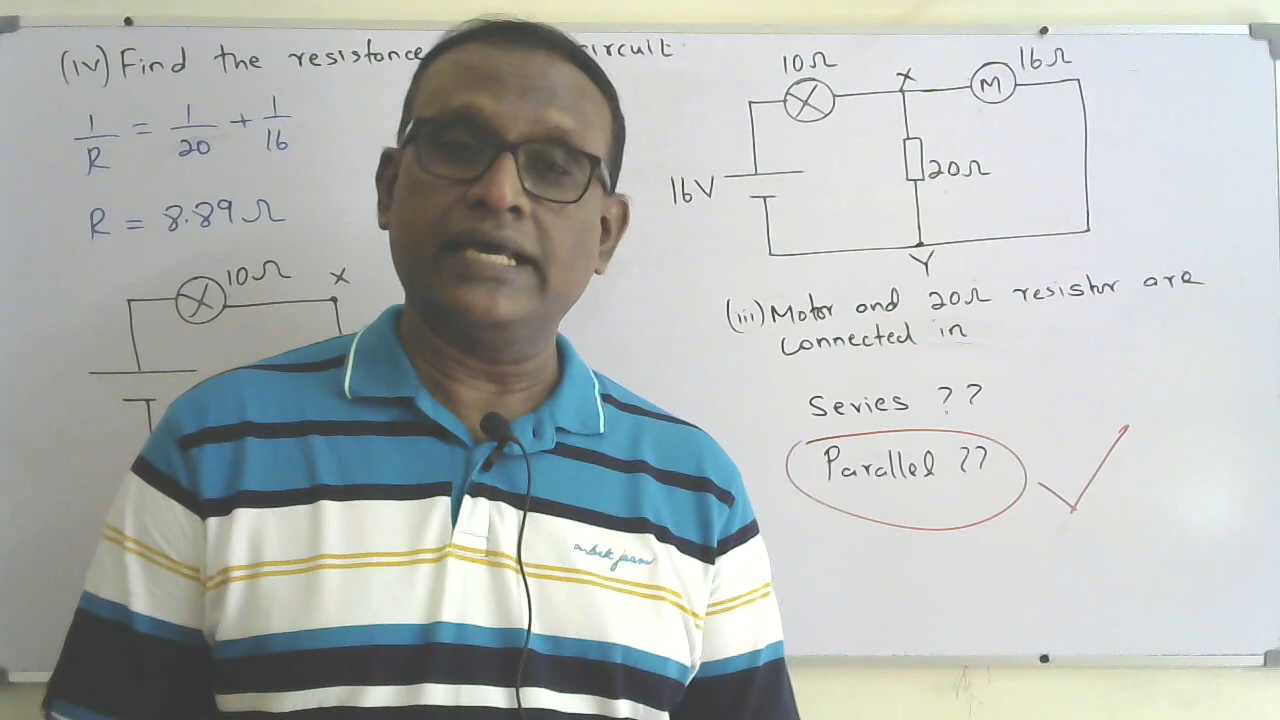 (iv) Find the resistance circuit
1/R = 1/20 + 1/16
R = 8.89 Ω
10Ω X
10Ω X M 16Ω
20Ω
16V
Y
(iii) Motor and 20Ω resistor are
connected in
Series ??
Parallel ??